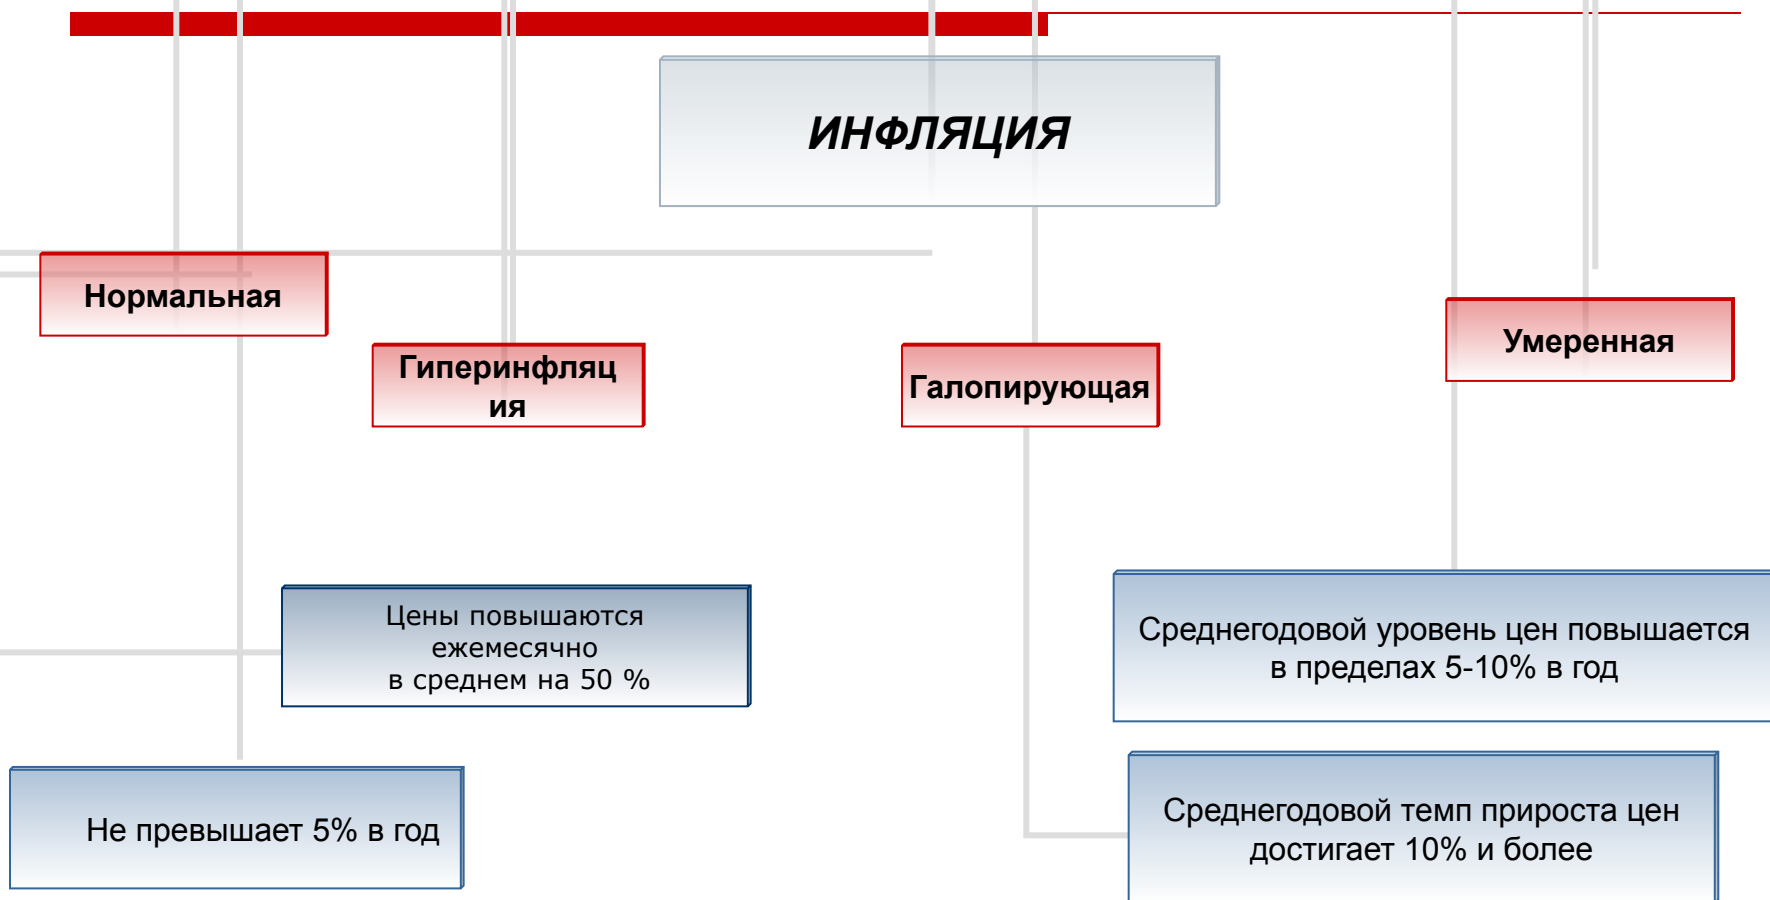 ИНФЛЯЦИЯ
Нормальная
Гиперинфляц
ия
Галопирующая
Умеренная
Цены повышаются
ежемесячно
в среднем на 50 %
Среднегодовой уровень цен повышается
в пределах 5-10% в год
Не превышает 5% в год
Среднегодовой темп прироста цен
достигает 10% и более